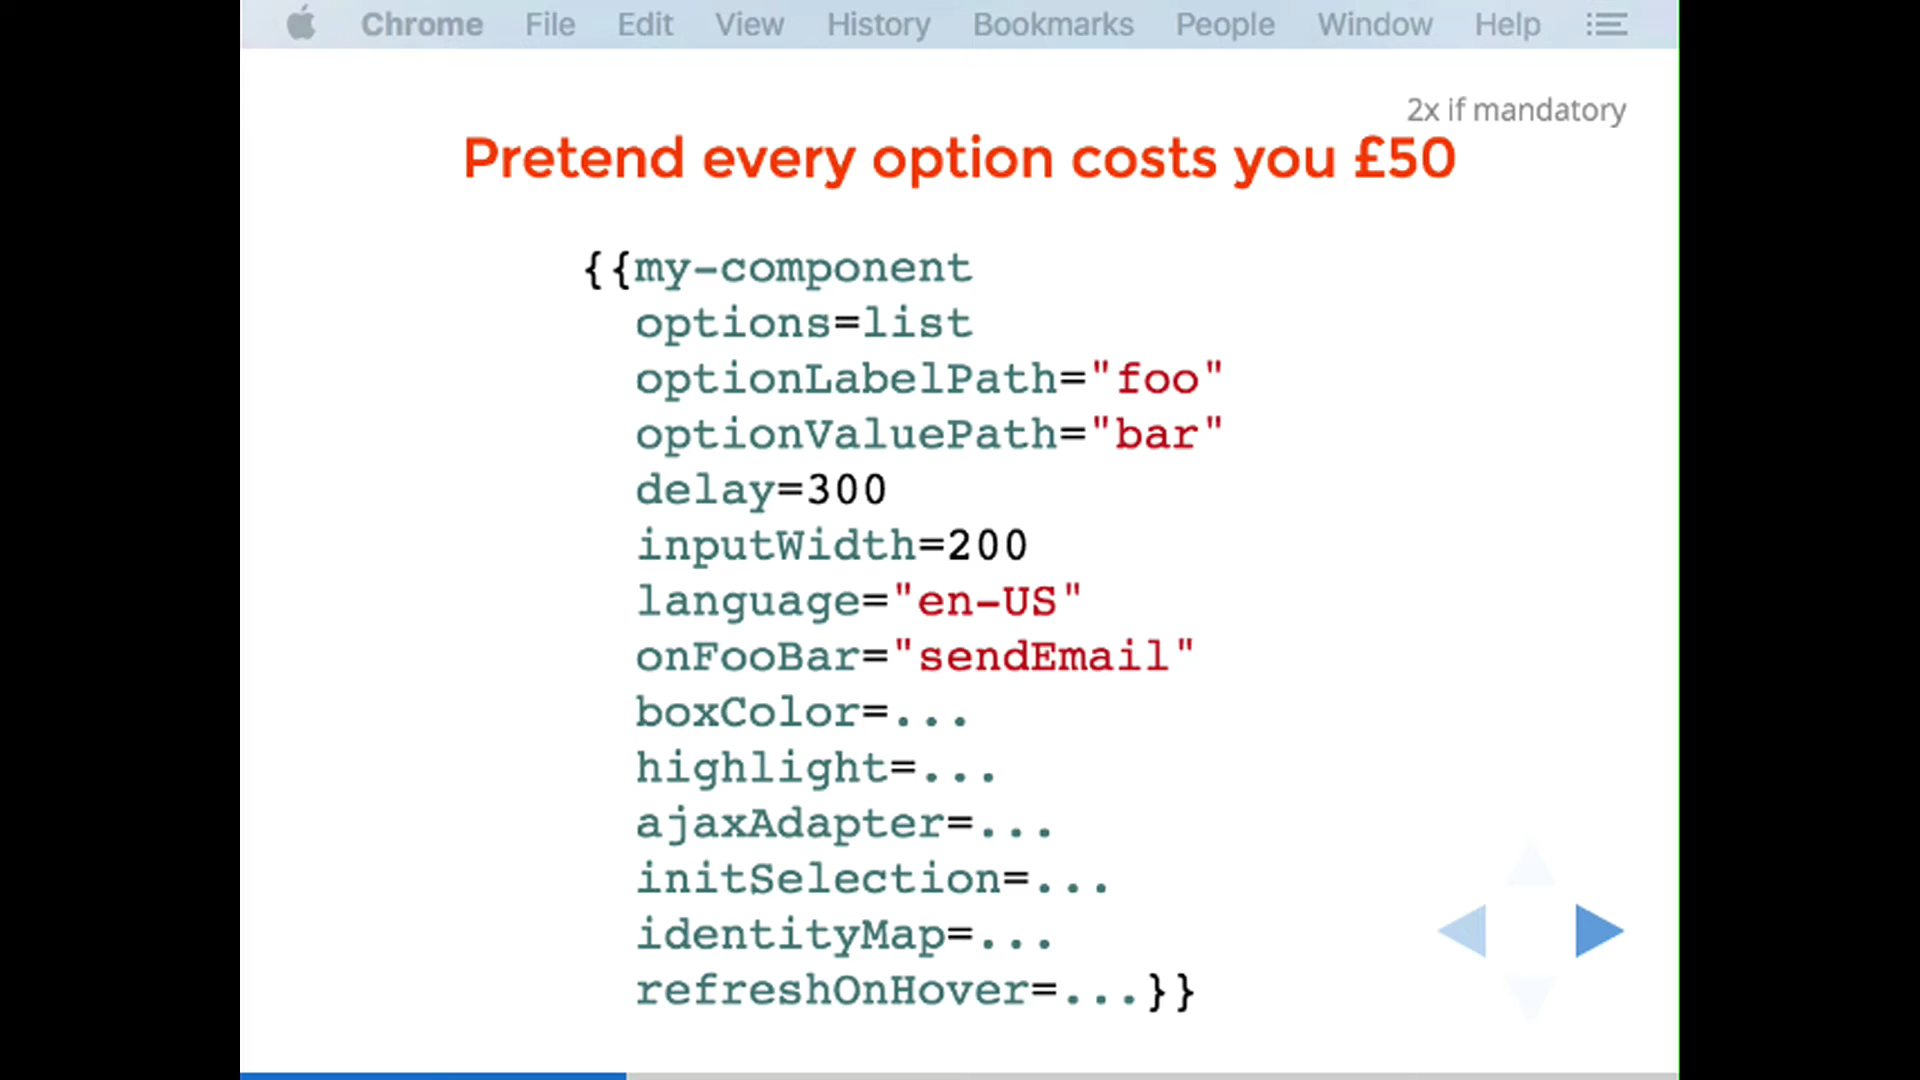 Chrome File Edit View History Bookmarks People Window Help
2x if mandatory
Pretend every option costs you £50
{{my-component
options=list
optionLabelPath="foo"
optionValuePath="bar"
delay=300
inputWidth=200
language="en-US"
onFooBar="sendEmail"
boxColor=...
highlight=...
ajaxAdapter=...
initSelection=...
identityMap=...
refreshOnHover=...}}